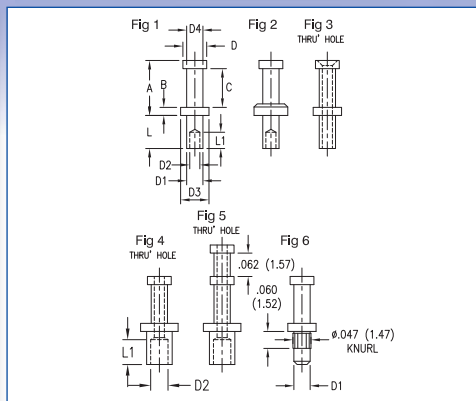 Fig 1
Fig 2
Fig 3
THRU' HOLE
D4
D
A
B
C
L
L1
D2
D1
D3
Fig 4
THRU' HOLE
Fig 5
THRU' HOLE
Fig 6
.062 (1.57)
.060
(1.52)
ø.047 (1.47)
KNURL
L1
D2
D1